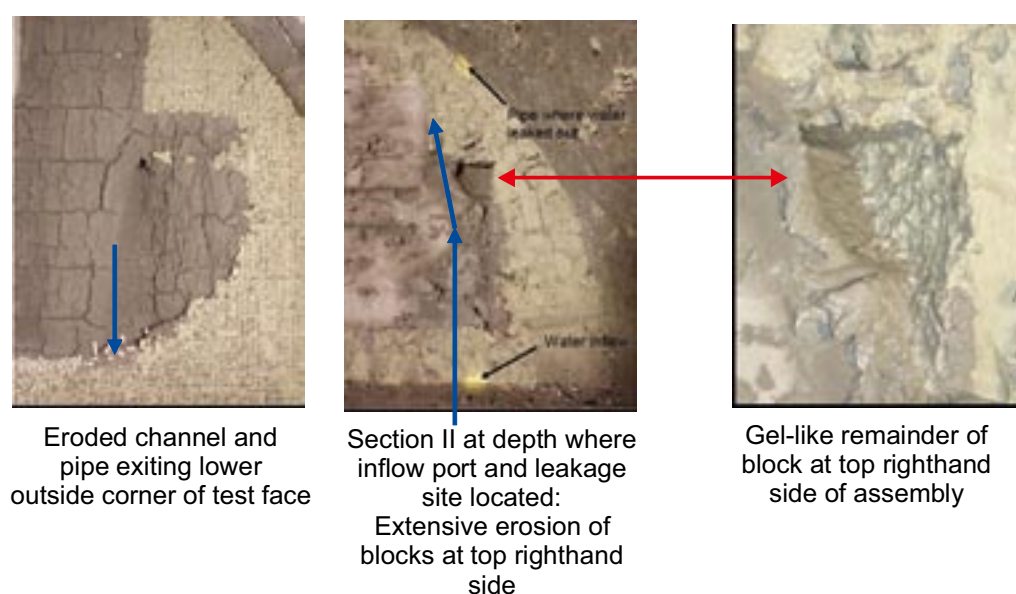 Pipe where water
leaked out
Water inflow
Eroded channel and
pipe exiting lower
outside corner of test face
Section II at depth where
inflow port and leakage
site located:
Extensive erosion of
blocks at top righthand
side
Gel-like remainder of
block at top righthand
side of assembly